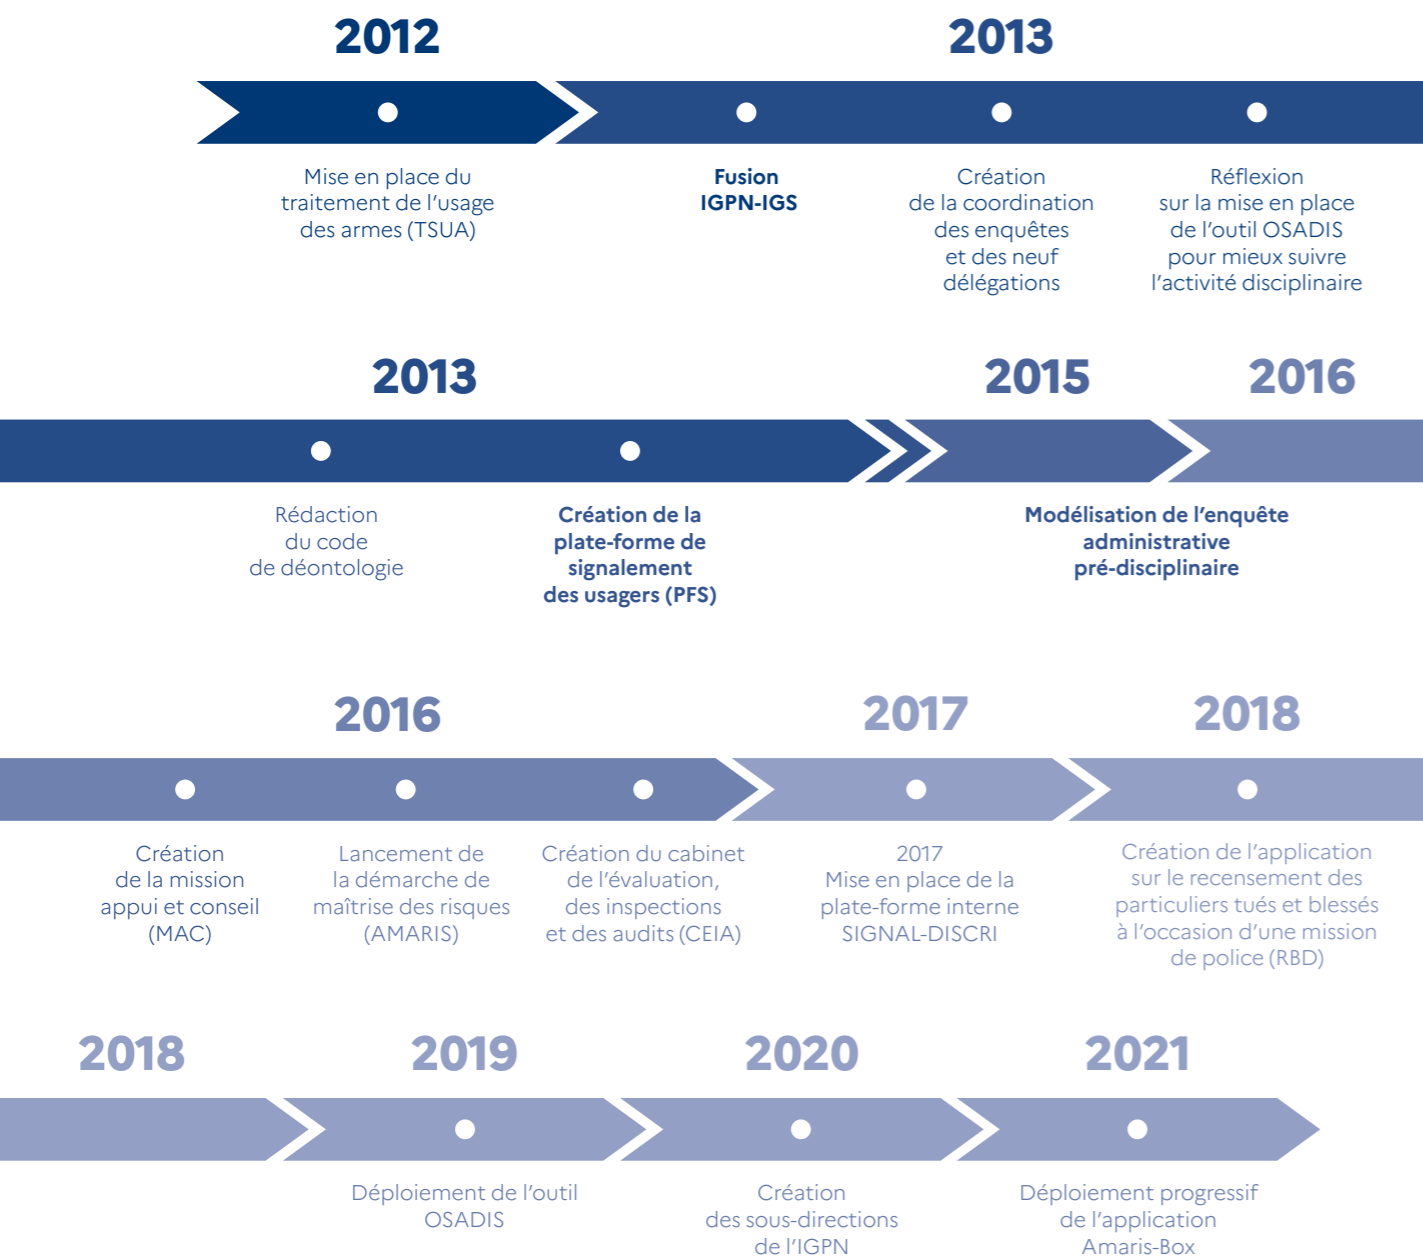 2012
2013
Mise en place du
traitement de l’usage
des armes (TSUA)
Fusion
IGPN-IGS
Création
de la coordination
des enquêtes
et des neuf
délégations
Réflexion
sur la mise en place
de l’outil OSADIS
pour mieux suivre
l’activité disciplinaire
2013
2015
2016
Rédaction
du code
de déontologie
Création de la
plate-forme de
signalement
des usagers (PFS)
Modélisation de l’enquête
administrative
pré-disciplinaire
2016
2017
2018
Création
de la mission
appui et conseil
(MAC)
Lancement de
la démarche de
maîtrise des risques
(AMARIS)
Création du cabinet
de l’évaluation,
des inspections
et des audits (CEIA)
2017
Mise en place de la
plate-forme interne
SIGNAL-DISCRI
Création de l’application
sur le recensement des
particuliers tués et blessés
à l’occasion d’une mission
de police (RBD)
2018
2019
2020
2021
Déploiement de l’outil
OSADIS
Création
des sous-directions
de l’IGPN
Déploiement progressif
de l’application
Amaris-Box